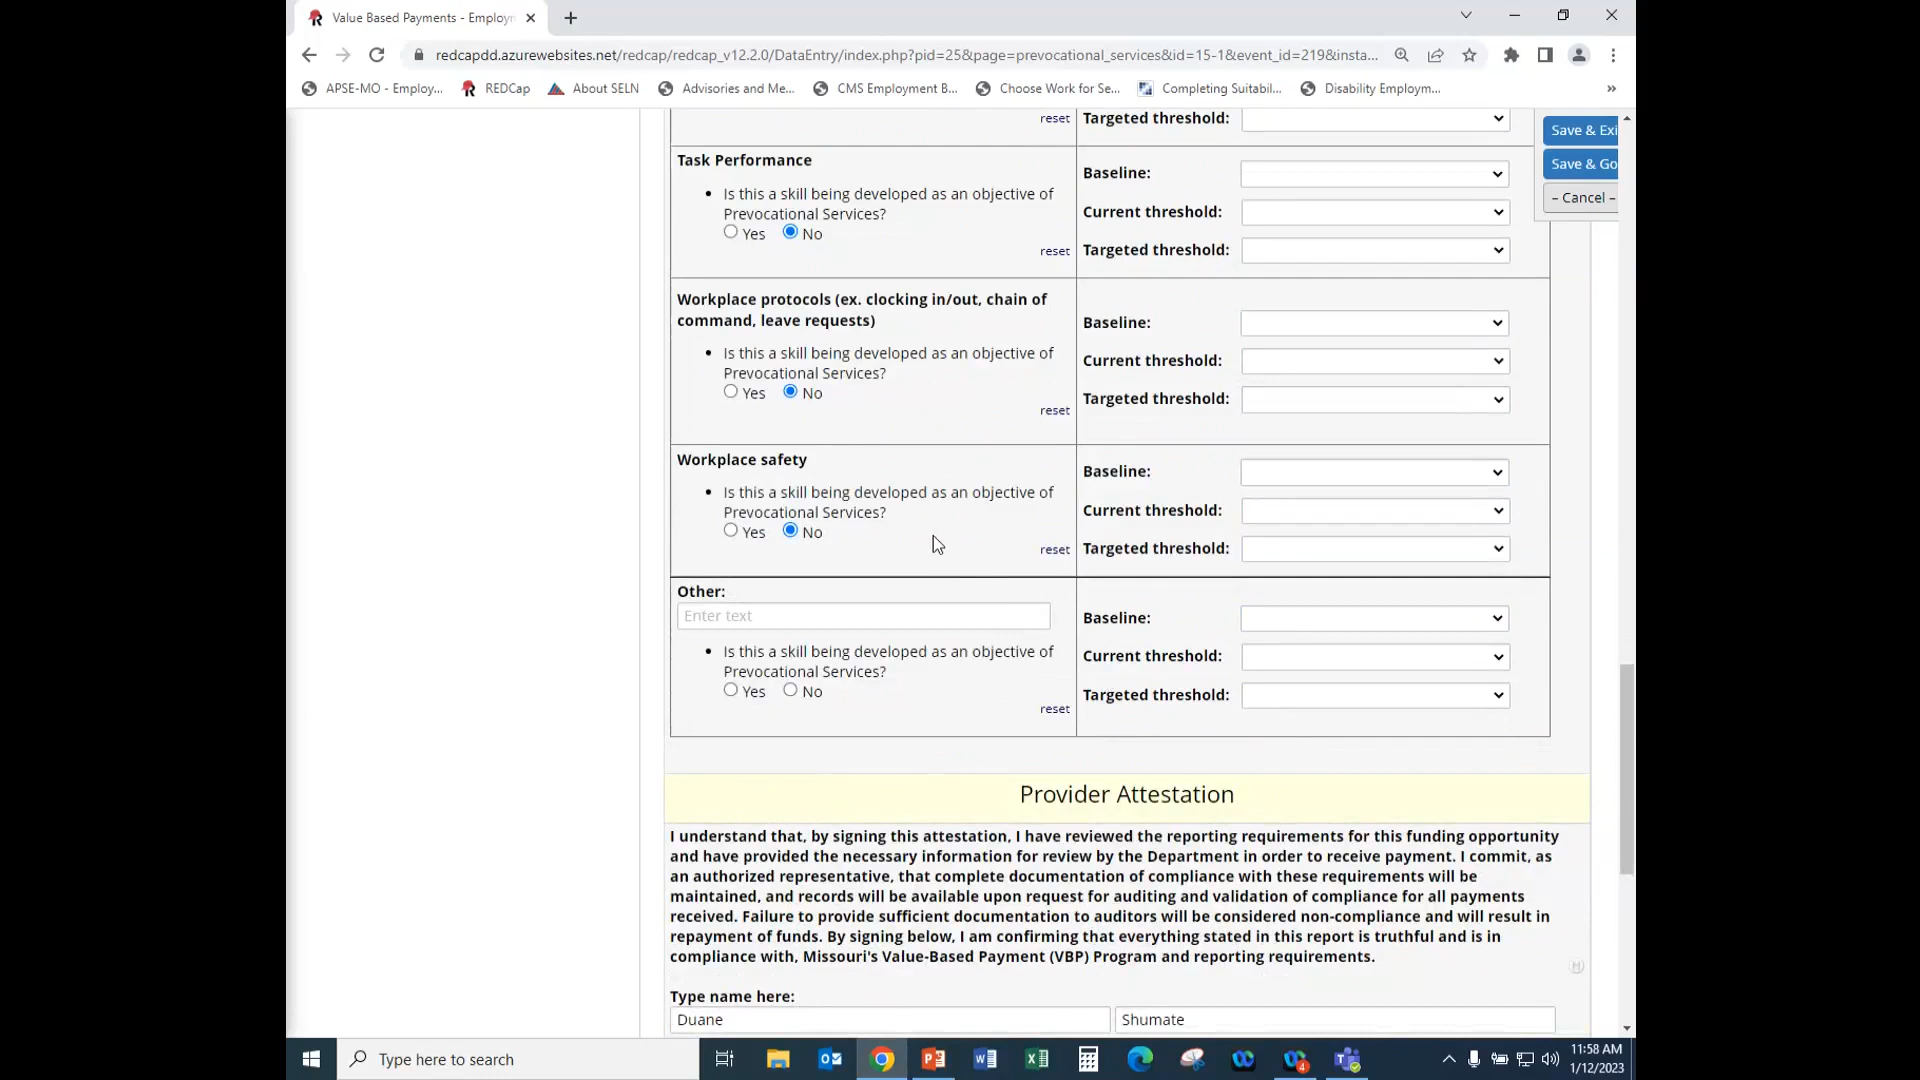 Value Based Payments - Employm
redcapdd.azurewebsites.net/redcap/redcap_v12.2.0/DataEntry/index.php?pid=25&page=prevocational_services&id=15-1&event_id=219&insta...
APSE-MO - Employ... REDCap About SELN Advisories and Me... CMS Employment B... Choose Work for Se... Completing Suitabil... Disability Employm... »
reset Targeted threshold:
Save & Exi
Save & Go
– Cancel –
Task Performance
Is this a skill being developed as an objective of
Prevocational Services?
Yes No
reset
Baseline:
Current threshold:
Targeted threshold:
Workplace protocols (ex. clocking in/out, chain of
command, leave requests)
Is this a skill being developed as an objective of
Prevocational Services?
Yes No
reset
Baseline:
Current threshold:
Targeted threshold:
Workplace safety
Is this a skill being developed as an objective of
Prevocational Services?
Yes No
reset
Baseline:
Current threshold:
Targeted threshold:
Other:
Enter text
Is this a skill being developed as an objective of
Prevocational Services?
Yes No
reset
Baseline:
Current threshold:
Targeted threshold:
Provider Attestation
I understand that, by signing this attestation, I have reviewed the reporting requirements for this funding opportunity
and have provided the necessary information for review by the Department in order to receive payment. I commit, as
an authorized representative, that complete documentation of compliance with these requirements will be
maintained, and records will be available upon request for auditing and validation of compliance for all payments
received. Failure to provide sufficient documentation to auditors will be considered non-compliance and will result in
repayment of funds. By signing below, I am confirming that everything stated in this report is truthful and is in
compliance with, Missouri's Value-Based Payment (VBP) Program and reporting requirements.
H
Type name here:
Duane Shumate
Type here to search
4
11:58 AM
1/12/2023